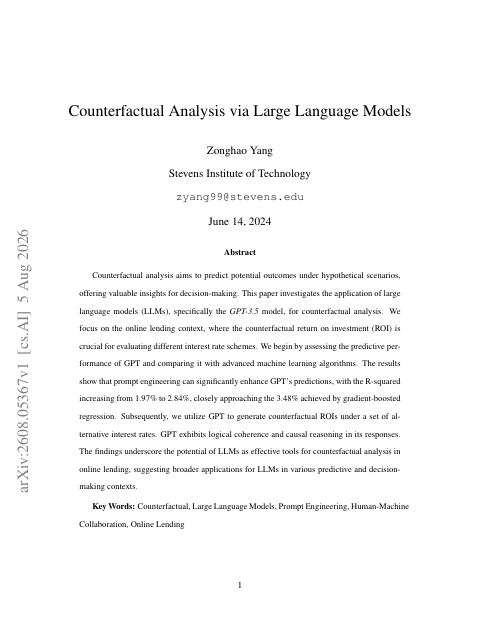 Counterfactual Analysis via Large Language Models
Zonghao Yang
Stevens Institute of Technology
zyang99@stevens.edu
June 14, 2024
Abstract
Counterfactual analysis aims to predict potential outcomes under hypothetical scenarios,
offering valuable insights for decision-making. This paper investigates the application of large
language models (LLMs), specifically the GPT-3.5 model, for counterfactual analysis. We
focus on the online lending context, where the counterfactual return on investment (ROI) is
crucial for evaluating different interest rate schemes. We begin by assessing the predictive per-
formance of GPT and comparing it with advanced machine learning algorithms. The results
show that prompt engineering can significantly enhance GPT's predictions, with the R-squared
increasing from 1.97% to 2.84%, closely approaching the 3.48% achieved by gradient-boosted
regression. Subsequently, we utilize GPT to generate counterfactual ROIs under a set of al-
ternative interest rates. GPT exhibits logical coherence and causal reasoning in its responses.
The findings underscore the potential of LLMs as effective tools for counterfactual analysis in
online lending, suggesting broader applications for LLMs in various predictive and decision-
making contexts.
Key Words: Counterfactual, Large Language Models, Prompt Engineering, Human-Machine
Collaboration, Online Lending
1
arXiv:2608.05367v1 [cs.AI] 5 Aug 2026